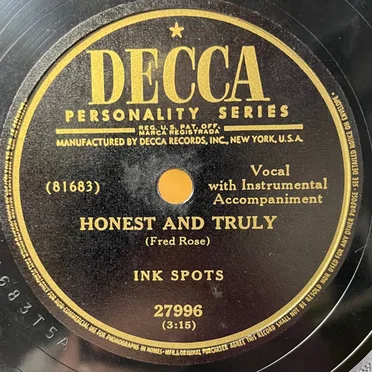 DECCA
PERSONALITY SERIES
REG. U.S. PAT. OFF.
MARCA REGISTRADA
MANUFACTURED BY DECCA RECORDS, INC., NEW YORK, U.S.A.
(81683)
Vocal
with Instrumental
Accompaniment
HONEST AND TRULY
(Fred Rose)
INK SPOTS
27996
(3:15)